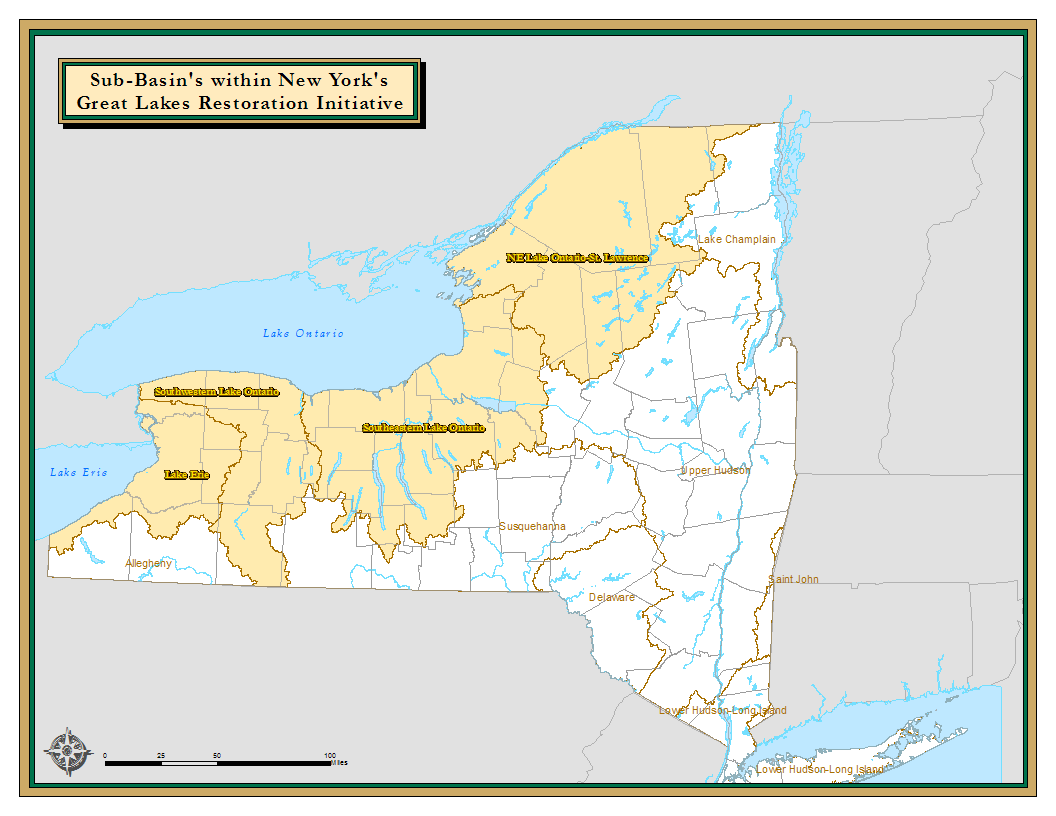 Sub-Basin's within New York's
Great Lakes Restoration Initiative
Lake Champlain
NE Lake Ontario-St. Lawrence
Lake Ontario
Southwestern Lake Ontario
Southeastern Lake Ontario
Lake Erie
Lake Erie
Upper Hudson
Susquehanna
Allegheny
Saint John
Delaware
Lower Hudson-Long Island
0 25 50 100
Miles
Lower Hudson-Long Island